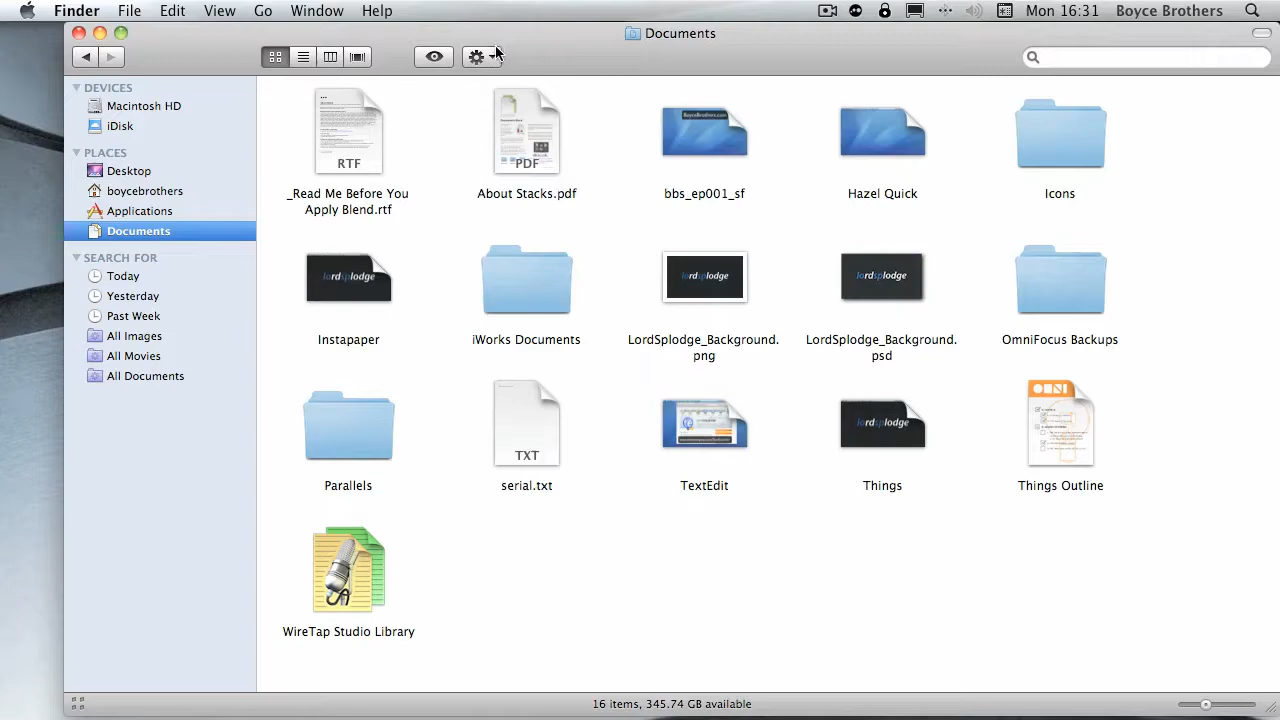 Finder File Edit View Go Window Help Mon 16:31 Boyce Brothers
Documents
DEVICES
Macintosh HD
iDisk
PLACES
Desktop
boycebrothers
Applications
Documents
SEARCH FOR
Today
Yesterday
Past Week
All Images
All Movies
All Documents
RTF
_Read Me Before You
Apply Blend.rtf
PDF
About Stacks.pdf
BoyceBrothers.com
bbs_ep001_sf
Hazel Quick
Icons
lordsplodge
Instapaper
iWorks Documents
lordsplodge
LordSplodge_Background.
png
lordsplodge
LordSplodge_Background.
psd
OmniFocus Backups
Parallels
TXT
serial.txt
TextEdit
lordsplodge
Things
OMNI
Things Outline
WireTap Studio Library
16 items, 345.74 GB available